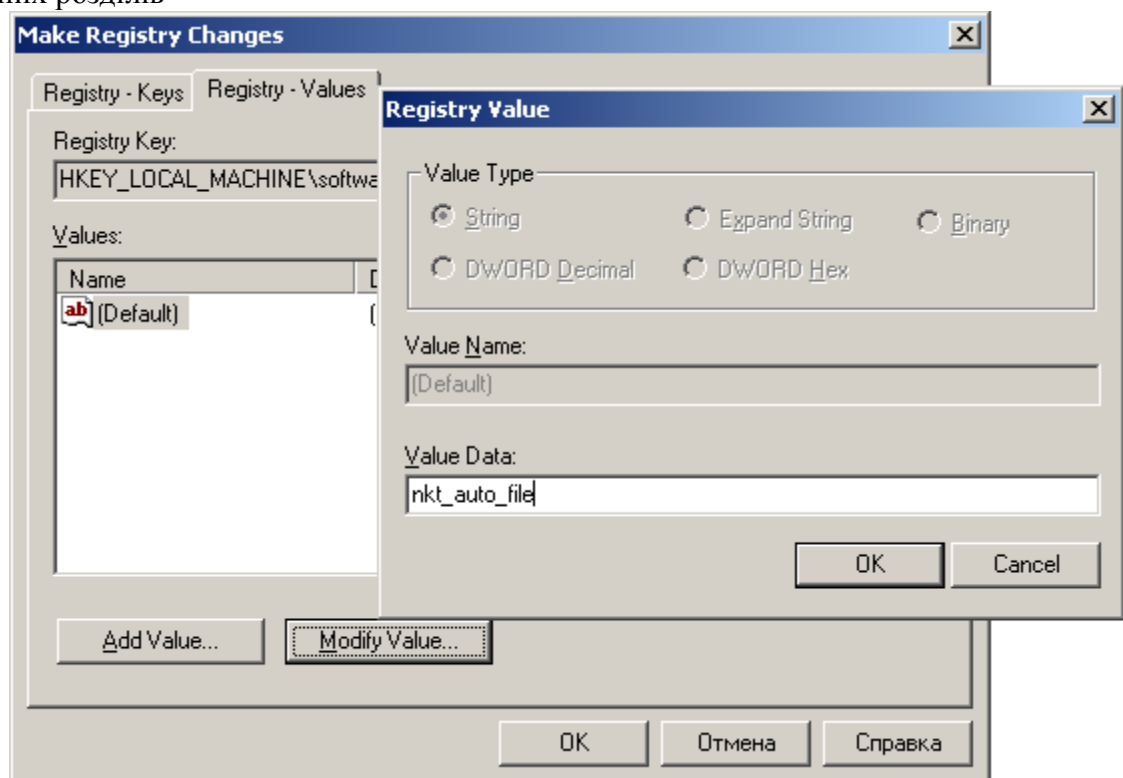 розділів
Make Registry Changes
Registry - Keys
Registry - Values
Registry Key:
HKEY_LOCAL_MACHINE\softwa
Values:
Name
(Default)
Add Value...
Modify Value...
OK
Отмена
Справка
Registry Value
Value Type
String
Expand String
Binary
DWORD Decimal
DWORD Hex
Value Name:
(Default)
Value Data:
nkt_auto_file
OK
Cancel